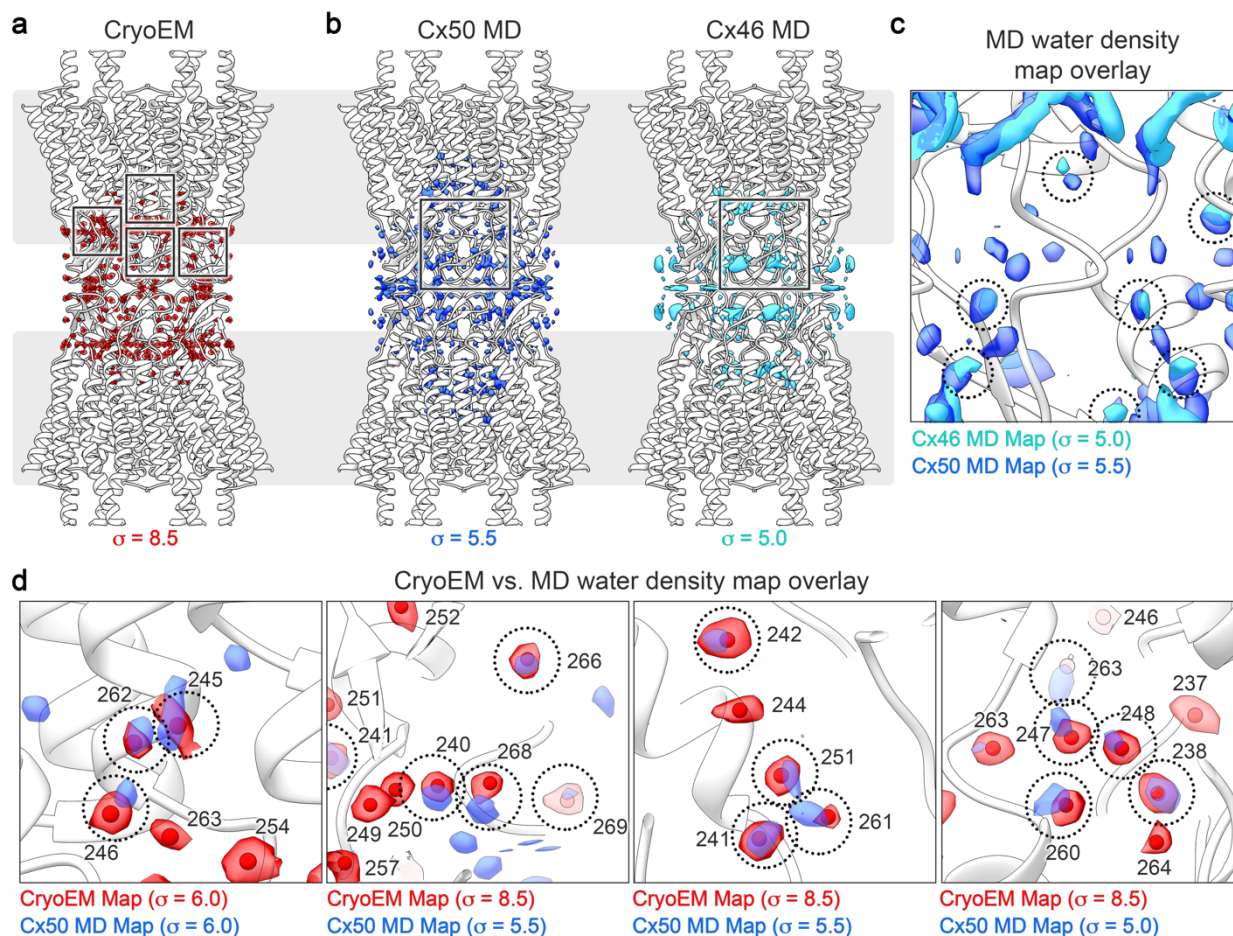 a
CryoEM
b
Cx50 MD
Cx46 MD
c
MD water density
map overlay
σ = 8.5
σ = 5.5
σ = 5.0
Cx46 MD Map (σ = 5.0)
Cx50 MD Map (σ = 5.5)
d
CryoEM vs. MD water density map overlay
262
245
246
263
254
252
266
251
241
240
268
249
250
269
257
242
244
251
241
261
246
263
237
263
247
248
238
260
264
CryoEM Map (σ = 6.0)
Cx50 MD Map (σ = 6.0)
CryoEM Map (σ = 8.5)
Cx50 MD Map (σ = 5.5)
CryoEM Map (σ = 8.5)
Cx50 MD Map (σ = 5.5)
CryoEM Map (σ = 8.5)
Cx50 MD Map (σ = 5.0)